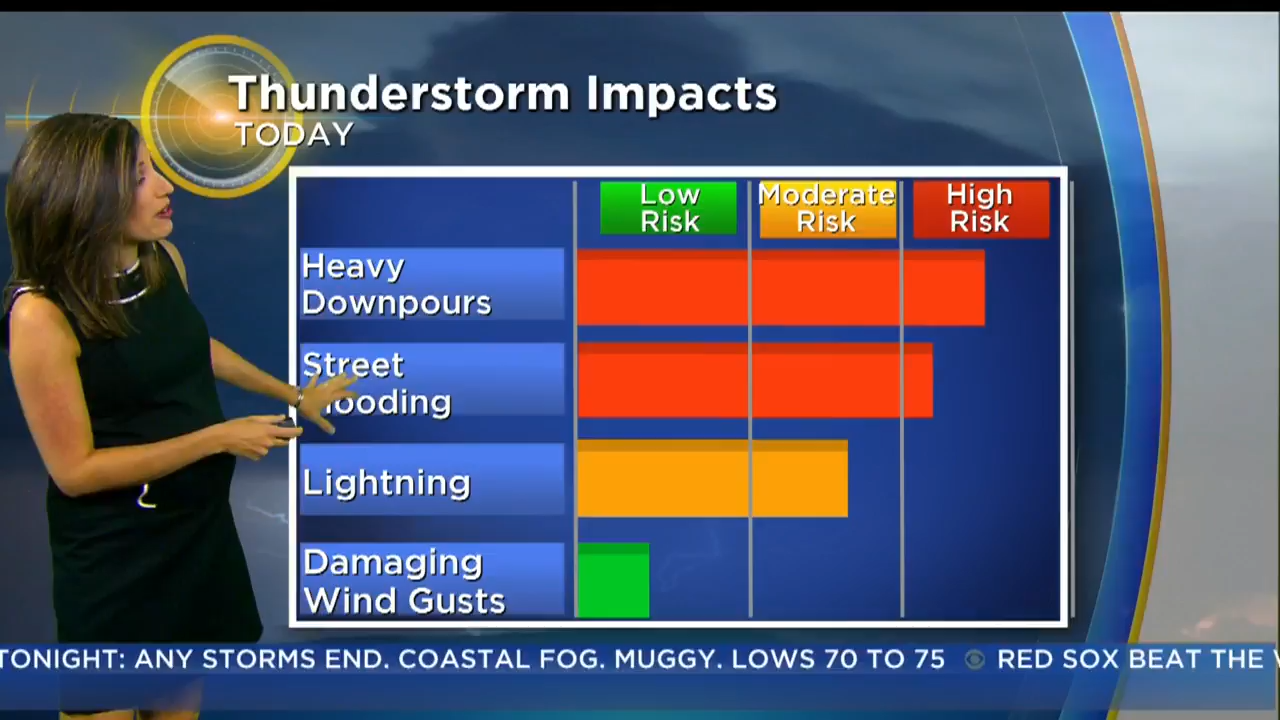 Thunderstorm Impacts
TODAY
Low
Risk
Moderate
Risk
High
Risk
Heavy
Downpours
Street
Flooding
Lightning
Damaging
Wind Gusts
TONIGHT: ANY STORMS END. COASTAL FOG. MUGGY. LOWS 70 TO 75 RED SOX BEAT THE